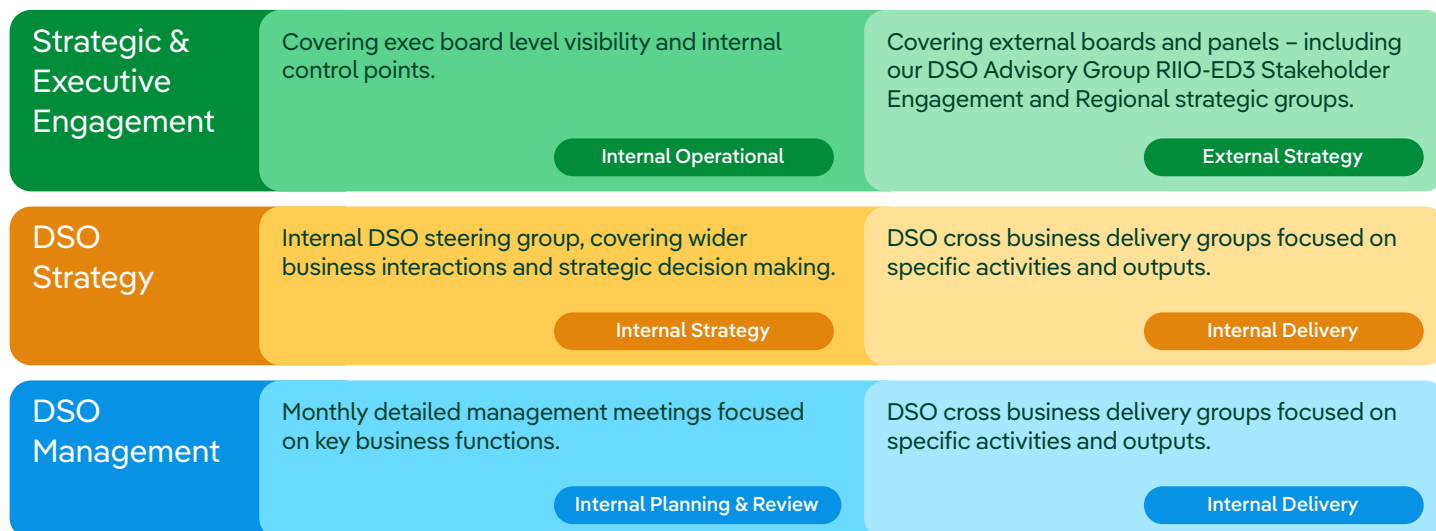 Strategic &
Executive
Engagement
Covering exec board level visibility and internal
control points.
Internal Operational
Covering external boards and panels – including
our DSO Advisory Group RIIO-ED3 Stakeholder
Engagement and Regional strategic groups.
External Strategy
DSO
Strategy
Internal DSO steering group, covering wider
business interactions and strategic decision making.
Internal Strategy
DSO cross business delivery groups focused on
specific activities and outputs.
Internal Delivery
DSO
Management
Monthly detailed management meetings focused
on key business functions.
Internal Planning & Review
DSO cross business delivery groups focused on
specific activities and outputs.
Internal Delivery